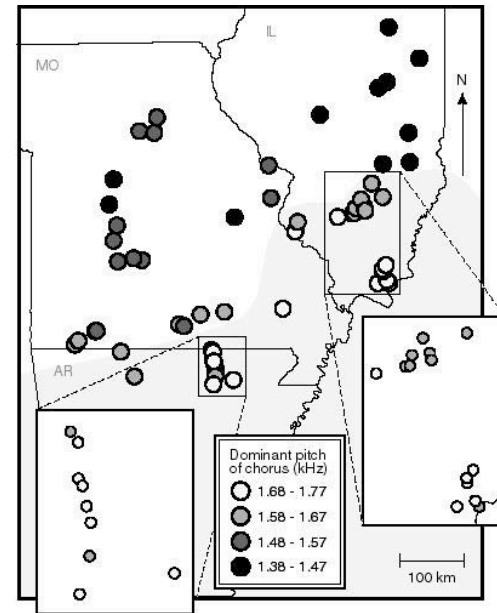 IL
MO
N
AR
Dominant pitch
of chorus (kHz)
1.68 - 1.77
1.58 - 1.67
1.48 - 1.57
1.38 - 1.47
100 km